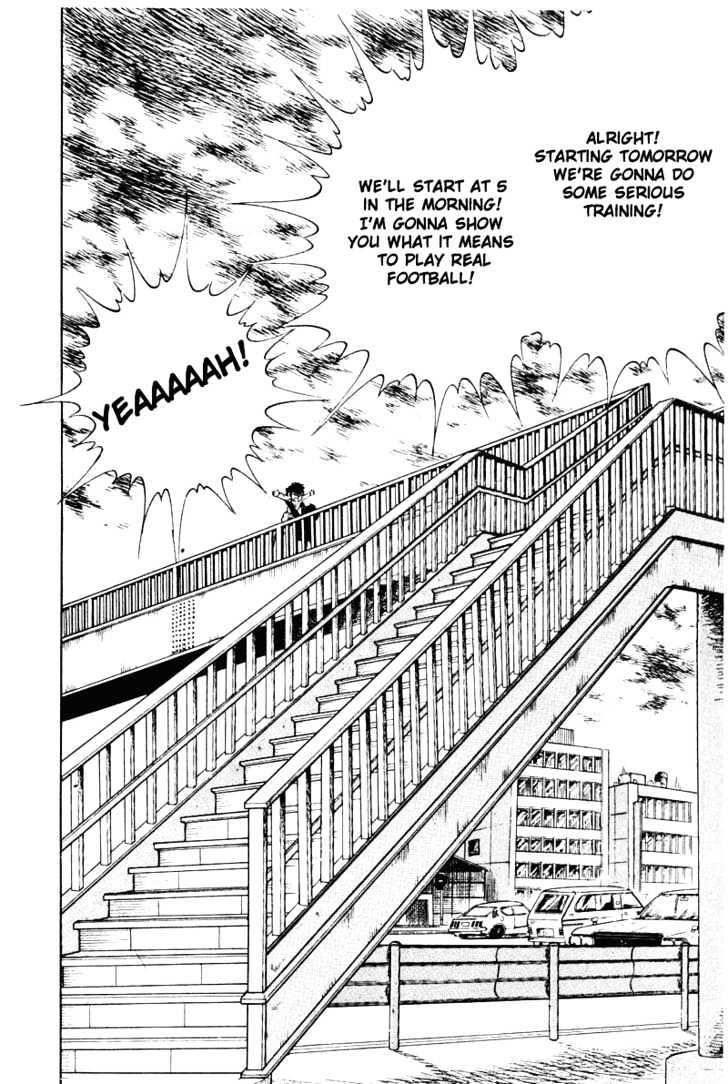 ALRIGHT!
STARTING TOMORROW
WE'RE GONNA DO
SOME SERIOUS
TRAINING!
WE'LL START AT 5
IN THE MORNING!
I'M GONNA SHOW
YOU WHAT IT MEANS
TO PLAY REAL
FOOTBALL!
YEAAAAAH!